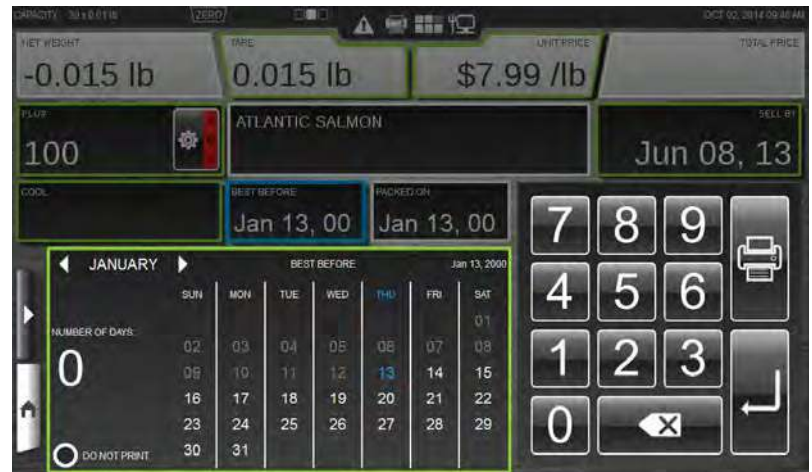 CAPACITY 30 x 0.01 lb
ZERO
OCT 02, 2014 09:40 AM
NET WEIGHT
-0.015 lb
TARE
0.015 lb
UNIT PRICE
$7.99 /lb
TOTAL PRICE
PLU#
100
ATLANTIC SALMON
SELL BY
Jun 08, 13
COOL
BEST BEFORE
Jan 13, 00
PACKED ON
Jan 13, 00
JANUARY
BEST BEFORE
Jan 13, 2000
NUMBER OF DAYS:
0
DO NOT PRINT
SUN MON TUE WED THU FRI SAT
01
02 03 04 05 06 07 08
09 10 11 12 13 14 15
16 17 18 19 20 21 22
23 24 25 26 27 28 29
30 31
7 8 9
4 5 6
1 2 3
0